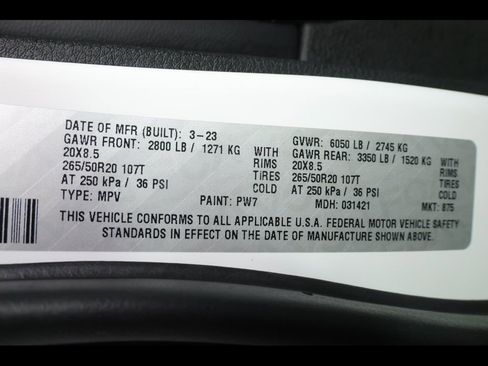 DATE OF MFR (BUILT): 3-23 GVWR: 6050 LB / 2745 KG
GAWR FRONT: 2800 LB / 1271 KG WITH GAWR REAR: 3350 LB / 1520 KG WITH
20X8.5 RIMS 20X8.5 RIMS
265/50R20 107T TIRES 265/50R20 107T TIRES
AT 250 kPa / 36 PSI COLD AT 250 kPa / 36 PSI COLD
TYPE: MPV PAINT: PW7 MDH: 031421 MKT: 875
THIS VEHICLE CONFORMS TO ALL APPLICABLE U.S.A. FEDERAL MOTOR VEHICLE SAFETY
STANDARDS IN EFFECT ON THE DATE OF MANUFACTURE SHOWN ABOVE.